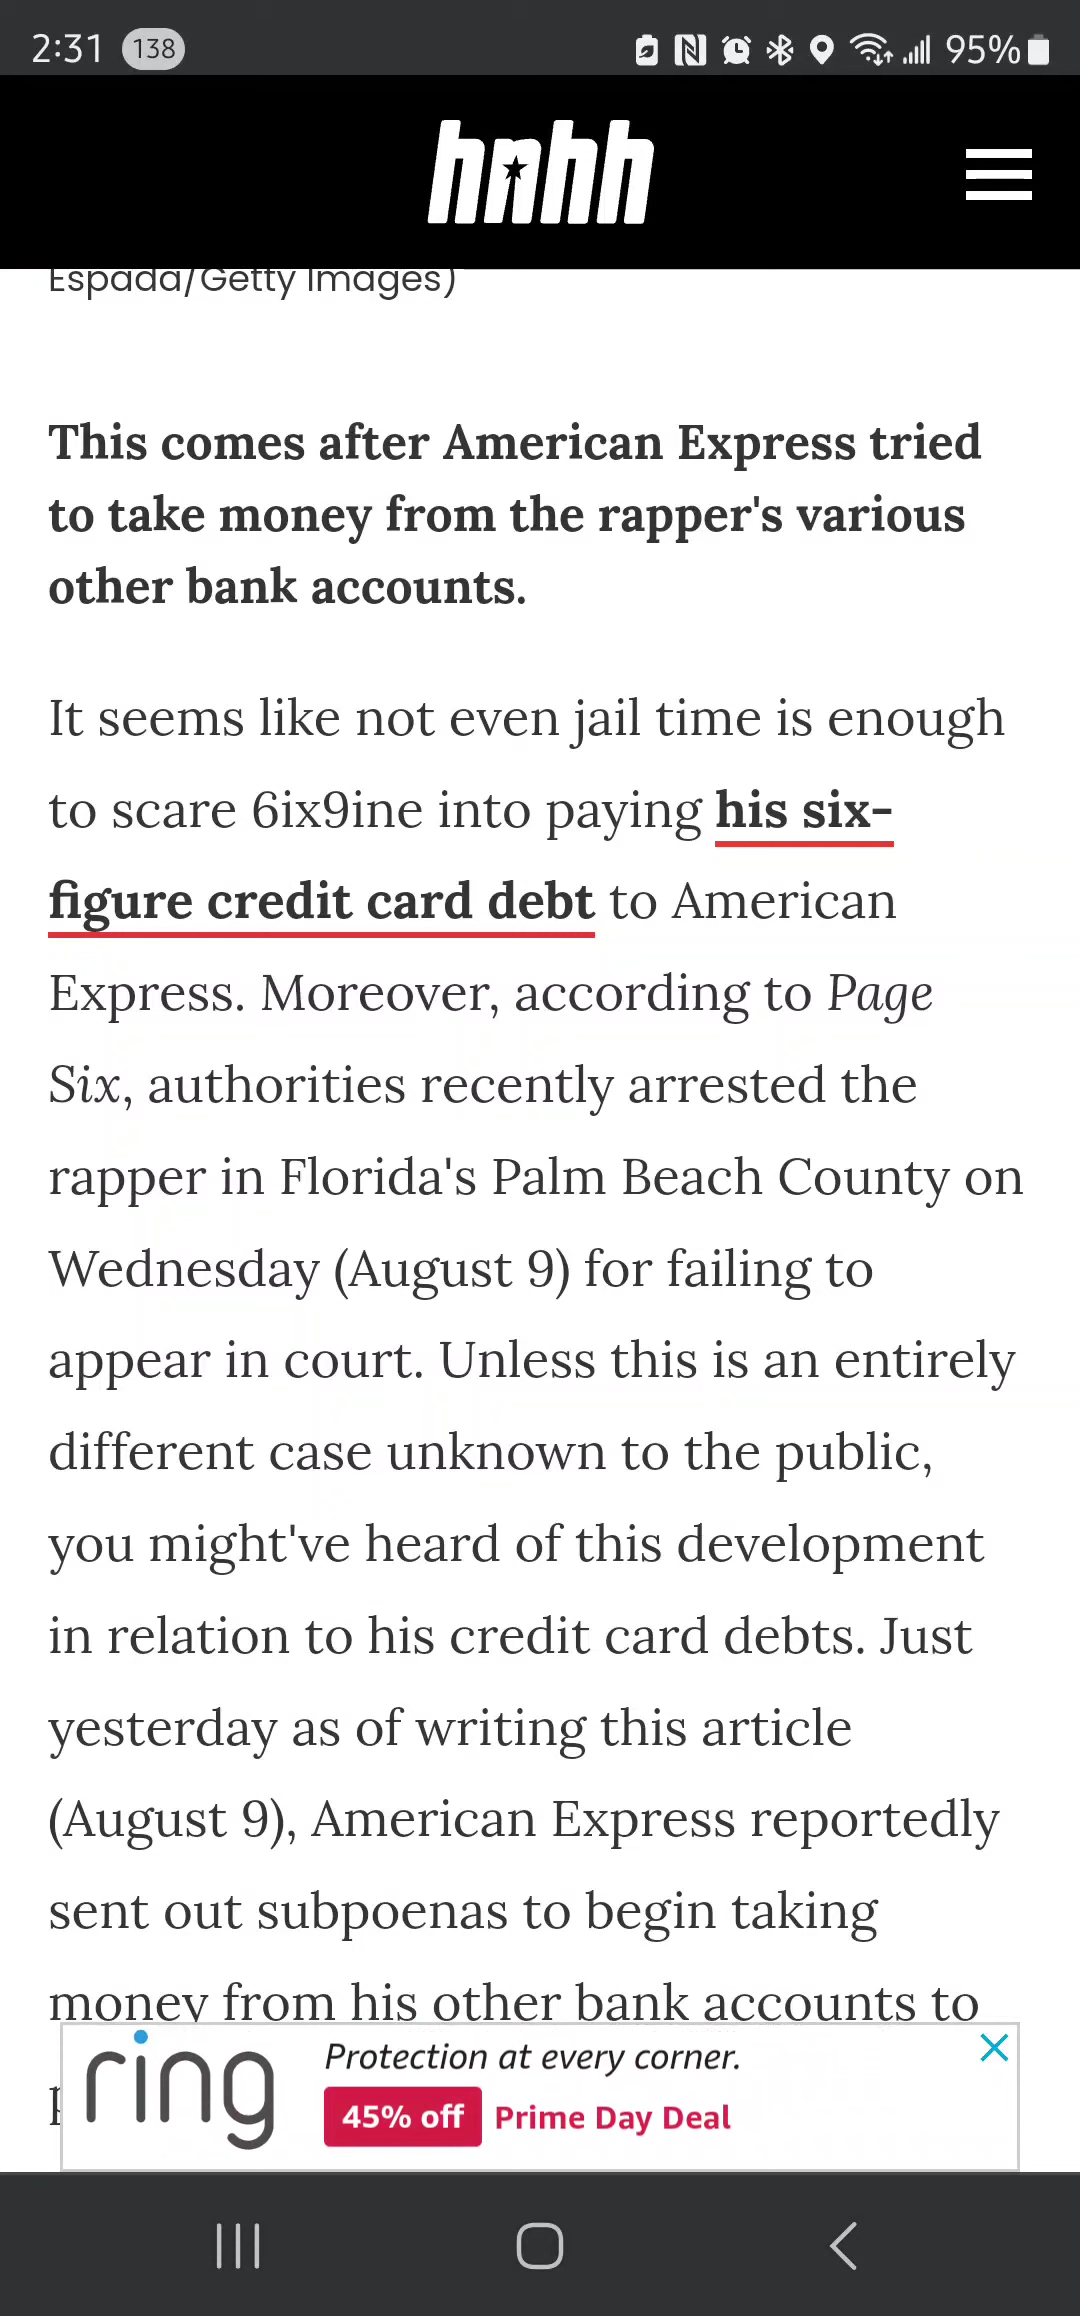 2:31 138 95%
hnhh
Espada/Getty Images)
This comes after American Express tried
to take money from the rapper's various
other bank accounts.
It seems like not even jail time is enough
to scare 6ix9ine into paying his six-
figure credit card debt to American
Express. Moreover, according to Page
Six, authorities recently arrested the
rapper in Florida's Palm Beach County on
Wednesday (August 9) for failing to
appear in court. Unless this is an entirely
different case unknown to the public,
you might've heard of this development
in relation to his credit card debts. Just
yesterday as of writing this article
(August 9), American Express reportedly
sent out subpoenas to begin taking
money from his other bank accounts to
ring
Protection at every corner.
45% off Prime Day Deal